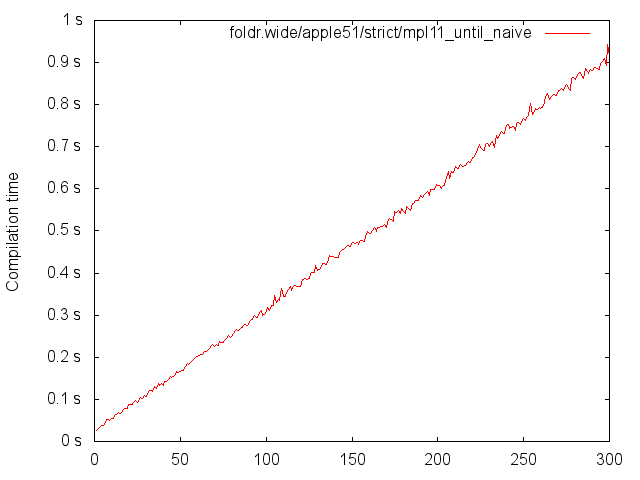 1 s
foldr.wide/apple51/strict/mpl11_until_naive
0.9 s
0.8 s
0.7 s
0.6 s
0.5 s
0.4 s
0.3 s
0.2 s
0.1 s
0 s
Compilation time
0 50 100 150 200 250 300